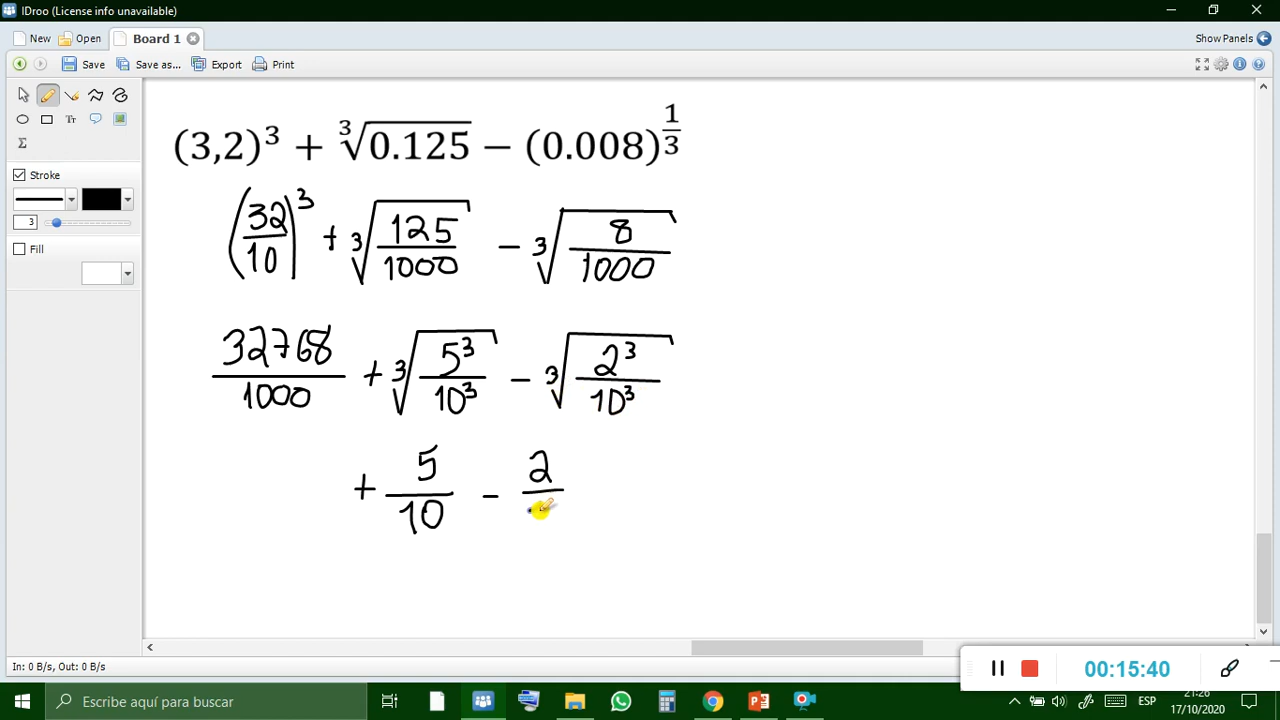 IDroo (License info unavailable)
New Open Board 1 Show Panels
Save Save as... Export Print
Tr
Σ
Stroke
3
Fill
(3,2)³ + ∛0.125 − (0.008)^(1/3)
(32/10)³ + ∛(125/1000) − ∛(8/1000)
32768/1000 + ∛(5³/10³) − ∛(2³/10³)
+ 5/10 − 2/
In: 0 B/s, Out: 0 B/s
00:15:40
Escribe aquí para buscar
ESP
21:26
17/10/2020